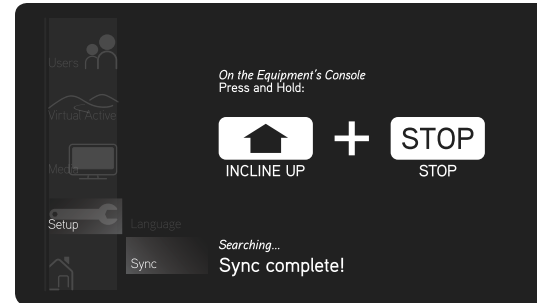 Users
Virtual Active
Media
Setup
Language
Sync
On the Equipment's Console
Press and Hold:
STOP
INCLINE UP
STOP
Searching...
Sync complete!